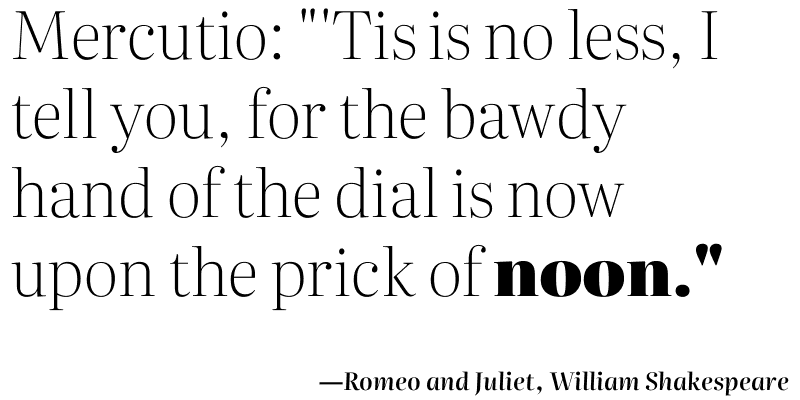 Mercutio: "'Tis is no less, I
tell you, for the bawdy
hand of the dial is now
upon the prick of noon."
—Romeo and Juliet, William Shakespeare